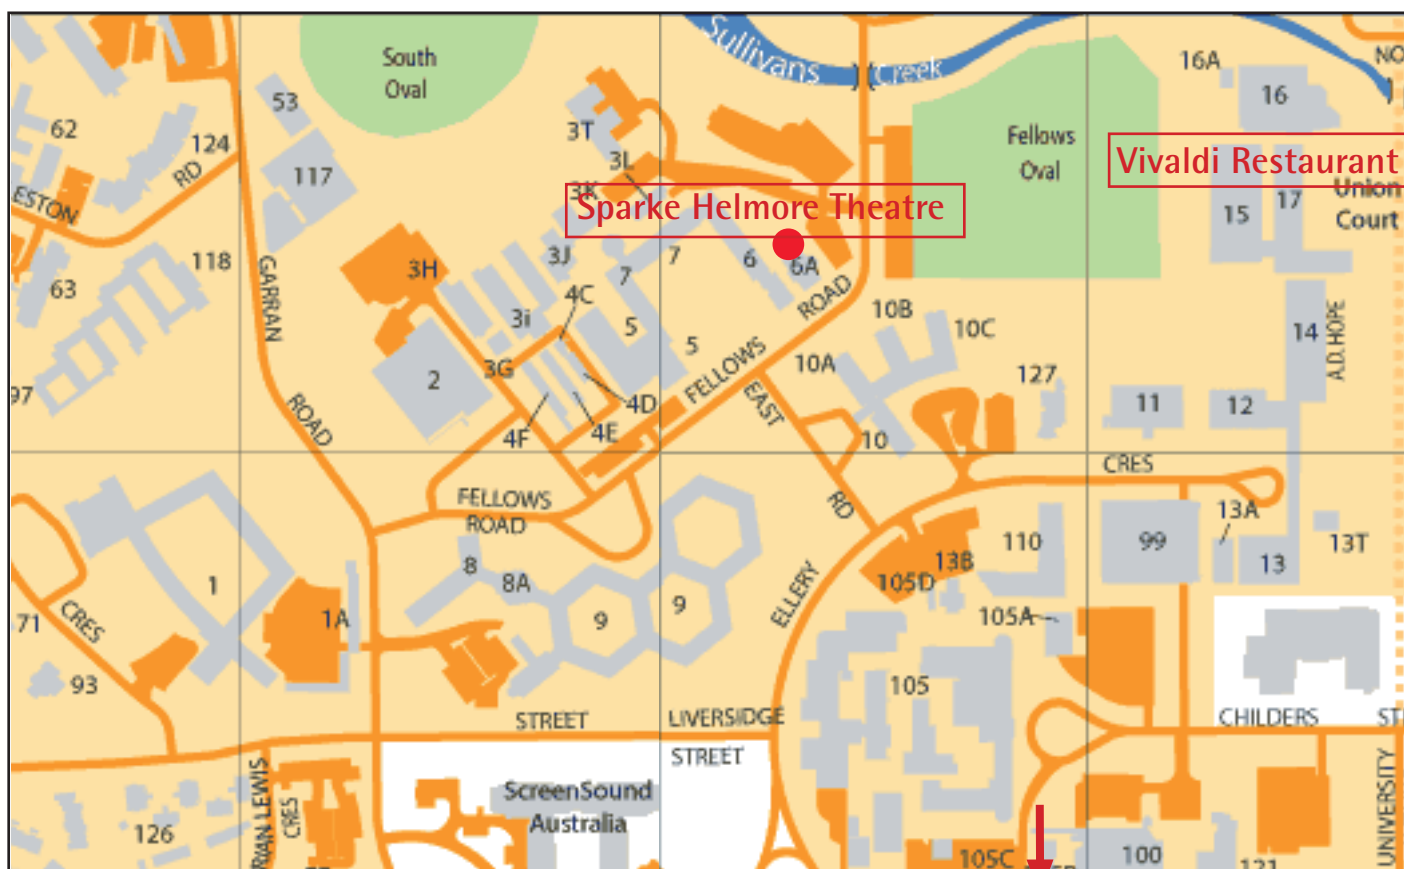 Sullivans
Creek
NO
South
Oval
16A
16
53
62
124
3T
Fellows
Oval
Vivaldi Restaurant
3L
RD
117
3K
Union
Court
ESTON
Sparke Helmore Theatre
15
17
118
GARRAN
3H
3J
7
7
6
6A
63
4C
ROAD
10B
3i
5
5
10C
14
A.D. HOPE
2
3G
FELLOWS
10A
127
97
4D
EAST
11
12
ROAD
4F
4E
10
CRES
FELLOWS
ROAD
RD
13A
1
8
8A
110
99
13T
13B
13
105D
ELLERY
71
CRES
1A
9
9
105A
93
105
STREET
LIVERSIDGE
STREET
CHILDERS
ST
ScreenSound
Australia
126
CRES
UNIVERSITY
105C
100